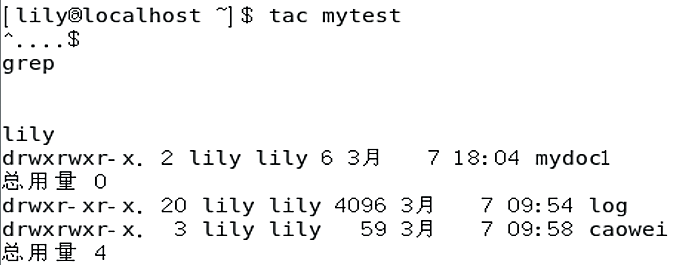 [lily@localhost ~]$ tac mytest
^....$
grep
lily
drwxrwxr-x. 2 lily lily 6 3月   7 18:04 mydoc1
总用量 0
drwxr-xr-x. 20 lily lily 4096 3月   7 09:54 log
drwxrwxr-x.  3 lily lily   59 3月   7 09:58 caowei
总用量 4